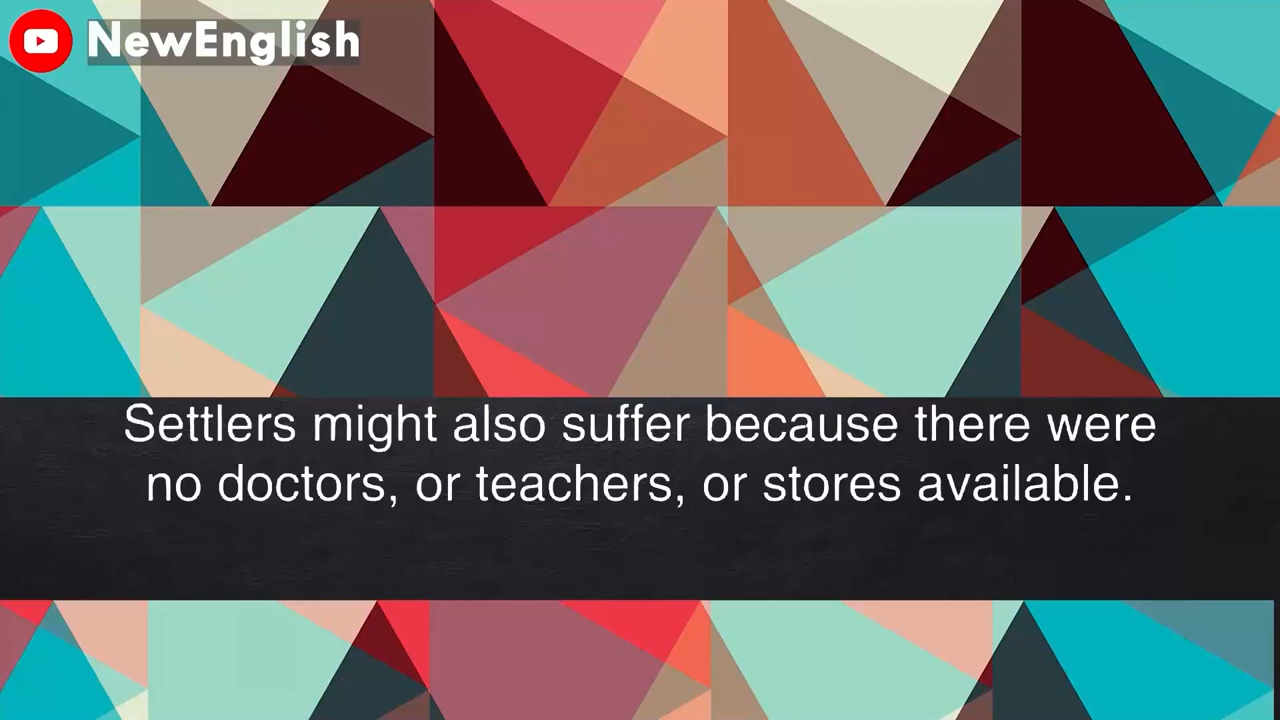 NewEnglish
Settlers might also suffer because there were
no doctors, or teachers, or stores available.